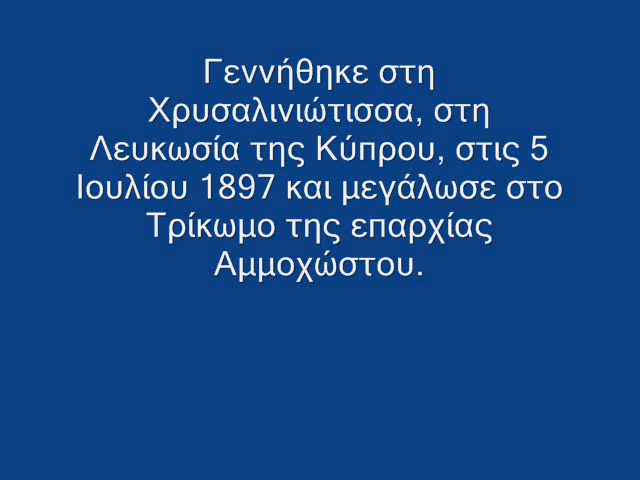 Γεννήθηκε στη
Χρυσαλινιώτισσα, στη
Λευκωσία της Κύπρου, στις 5
Ιουλίου 1897 και μεγάλωσε στο
Τρίκωμο της επαρχίας
Αμμοχώστου.